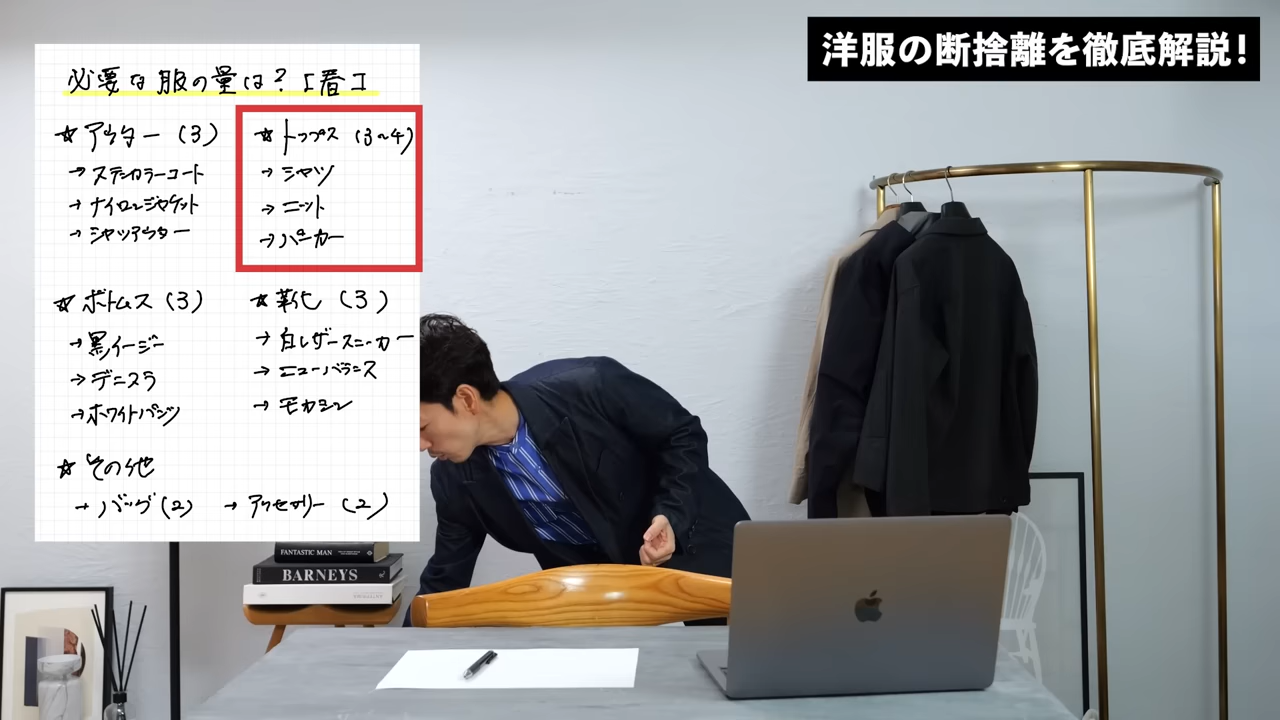 洋服の断捨離を徹底解説!
必要な服の量は?【春】
☆アウター (3)
→ステンカラーコート
→ナイロンジャケット
→シャツアウター
☆トップス (3~4)
→シャツ
→ニット
→パーカー
☆ボトムス (3)
→黒イージー
→デニスラ
→ホワイトパンツ
☆靴 (3)
→白レザースニーカー
→ニューバランス
→モカシン
☆その他
→バッグ(2) →アクセサリー (2)
FANTASTIC MAN
BARNEYS